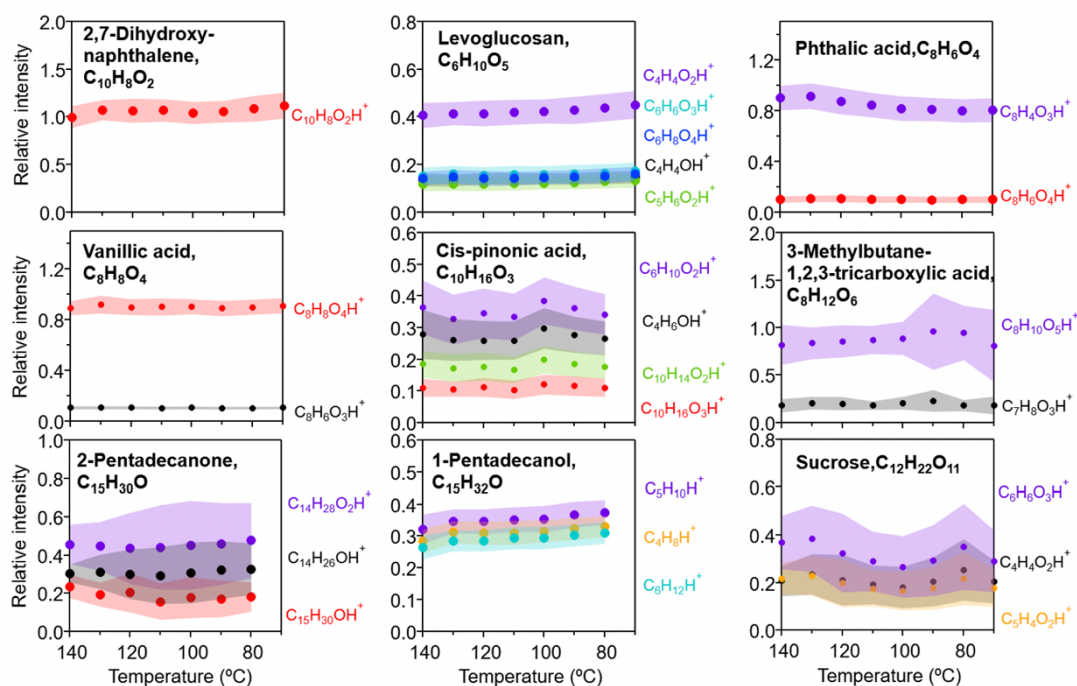 2,7-Dihydroxy-
naphthalene,
C₁₀H₈O₂
Relative intensity
2.0
1.5
1.0
0.5
0.0
C₁₀H₈O₂H⁺
Levoglucosan,
C₆H₁₀O₅
0.8
0.6
0.4
0.2
0.0
C₄H₄O₂H⁺
C₆H₆O₃H⁺
C₆H₈O₄H⁺
C₄H₄OH⁺
C₅H₆O₂H⁺
Phthalic acid,C₈H₆O₄
1.2
0.8
0.4
0.0
C₈H₄O₃H⁺
C₈H₆O₄H⁺
Vanillic acid,
C₈H₈O₄
Relative intensity
1.2
0.9
0.6
0.3
0.0
C₈H₈O₄H⁺
C₈H₆O₃H⁺
Cis-pinonic acid,
C₁₀H₁₆O₃
0.6
0.5
0.4
0.3
0.2
0.1
0.0
C₆H₁₀O₂H⁺
C₄H₆OH⁺
C₁₀H₁₄O₂H⁺
C₁₀H₁₆O₃H⁺
3-Methylbutane-
1,2,3-tricarboxylic acid,
C₈H₁₂O₆
2.0
1.5
1.0
0.5
0.0
C₈H₁₀O₅H⁺
C₇H₈O₃H⁺
2-Pentadecanone,
C₁₅H₃₀O
Relative intensity
1.0
0.8
0.6
0.4
0.2
0.0
C₁₄H₂₈O₂H⁺
C₁₄H₂₆OH⁺
C₁₅H₃₀OH⁺
140
120
100
80
Temperature (ºC)
1-Pentadecanol,
C₁₅H₃₂O
0.6
0.5
0.4
0.3
0.2
0.1
0.0
C₅H₁₀H⁺
C₄H₈H⁺
C₆H₁₂H⁺
140
120
100
80
Temperature (ºC)
Sucrose,C₁₂H₂₂O₁₁
0.8
0.6
0.4
0.2
0.0
C₆H₆O₃H⁺
C₄H₄O₂H⁺
C₅H₄O₂H⁺
140
120
100
80
Temperature (ºC)